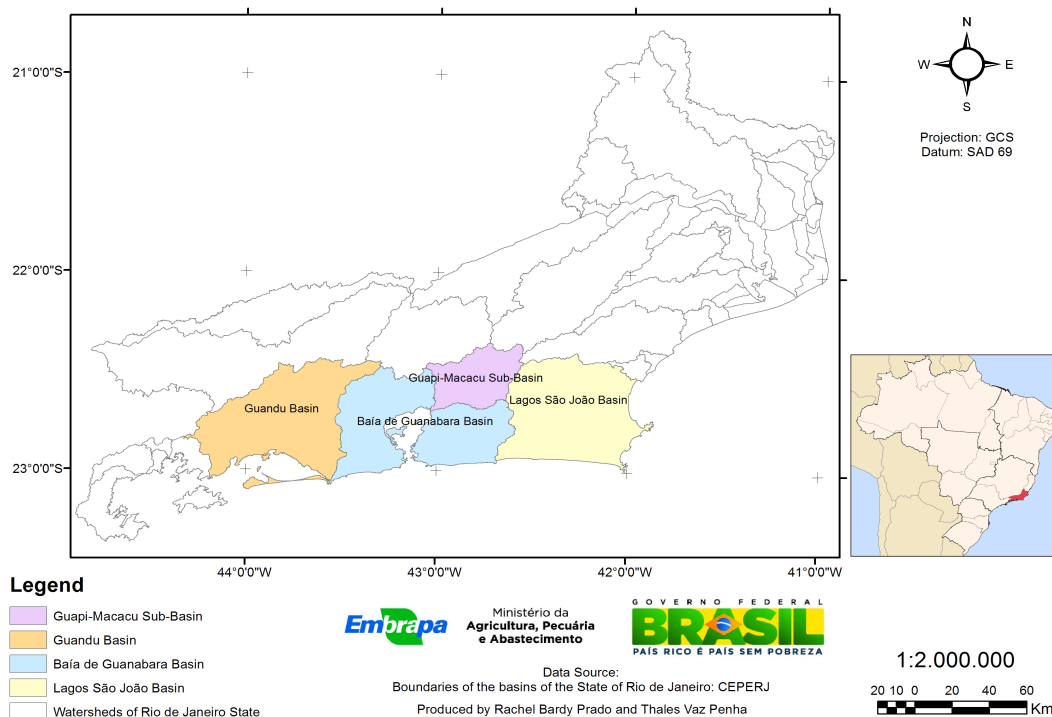 N
W
E
S
Projection: GCS
Datum: SAD 69
21°0'0"S
22°0'0"S
23°0'0"S
Guapi-Macacu Sub-Basin
Lagos São João Basin
Guandu Basin
Baía de Guanabara Basin
44°0'0"W
43°0'0"W
42°0'0"W
41°0'0"W
Legend
Guapi-Macacu Sub-Basin
Guandu Basin
Baía de Guanabara Basin
Lagos São João Basin
Watersheds of Rio de Janeiro State
Embrapa
Ministério da
Agricultura, Pecuária
e Abastecimento
GOVERNO FEDERAL
BRASIL
PAÍS RICO É PAÍS SEM POBREZA
Data Source:
Boundaries of the basins of the State of Rio de Janeiro: CEPERJ
Produced by Rachel Bardy Prado and Thales Vaz Penha
1:2.000.000
20 10 0 20 40 60
Km